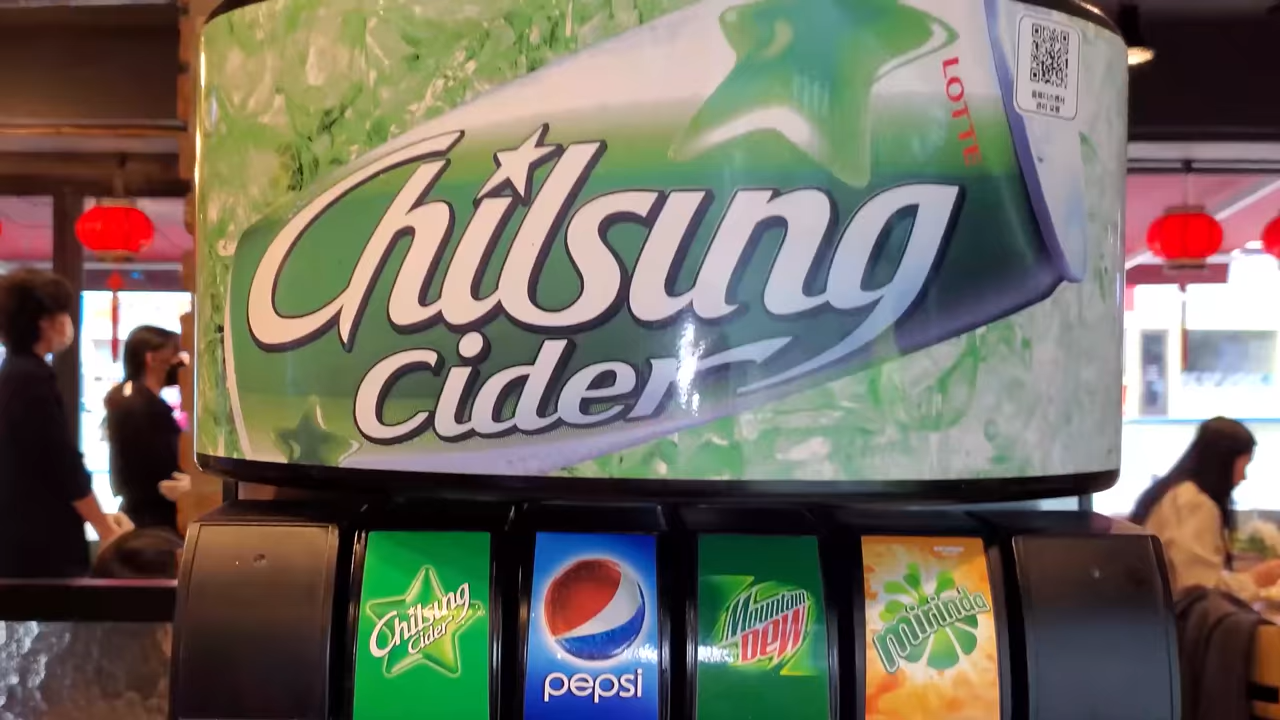 LOTTE
Chilsung
Cider
Chilsung
Cider
pepsi
Mountain
DEW
mirinda